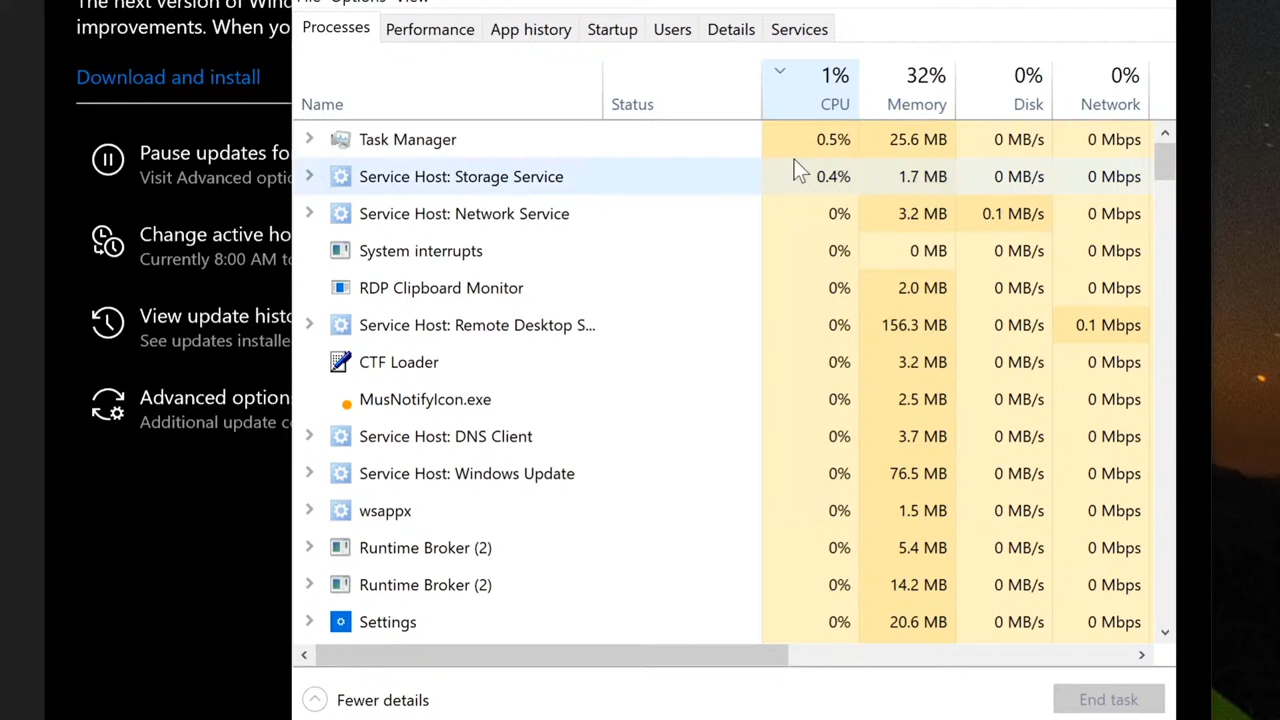 The next version of Wind
improvements. When yo
Download and install
Pause updates fo
Visit Advanced optic
Change active ho
Currently 8:00 AM to
View update histo
See updates installe
Advanced option
Additional update c
File Options View
Processes
Performance
App history
Startup
Users
Details
Services
1% 32% 0% 0%
Name Status CPU Memory Disk Network
Task Manager 0.5% 25.6 MB 0 MB/s 0 Mbps
Service Host: Storage Service 0.4% 1.7 MB 0 MB/s 0 Mbps
Service Host: Network Service 0% 3.2 MB 0.1 MB/s 0 Mbps
System interrupts 0% 0 MB 0 MB/s 0 Mbps
RDP Clipboard Monitor 0% 2.0 MB 0 MB/s 0 Mbps
Service Host: Remote Desktop S... 0% 156.3 MB 0 MB/s 0.1 Mbps
CTF Loader 0% 3.2 MB 0 MB/s 0 Mbps
MusNotifyIcon.exe 0% 2.5 MB 0 MB/s 0 Mbps
Service Host: DNS Client 0% 3.7 MB 0 MB/s 0 Mbps
Service Host: Windows Update 0% 76.5 MB 0 MB/s 0 Mbps
wsappx 0% 1.5 MB 0 MB/s 0 Mbps
Runtime Broker (2) 0% 5.4 MB 0 MB/s 0 Mbps
Runtime Broker (2) 0% 14.2 MB 0 MB/s 0 Mbps
Settings 0% 20.6 MB 0 MB/s 0 Mbps
Fewer details
End task